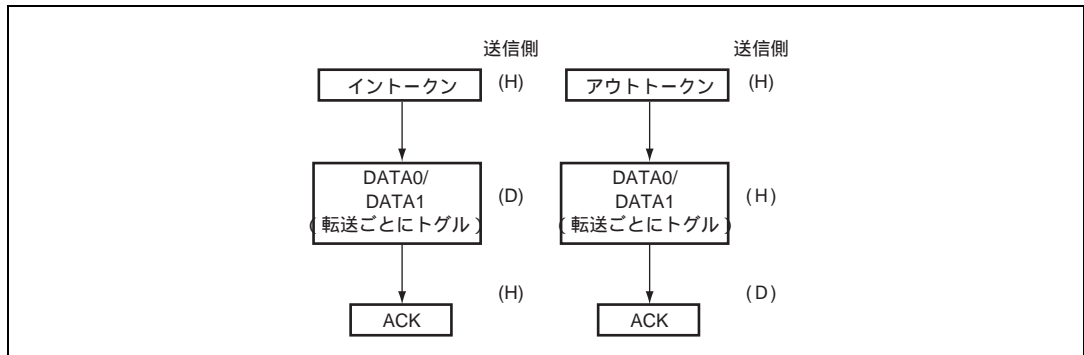 送信側
送信側
イントークン
(H)
アウトトークン
(H)
DATA0/
DATA1
(転送ごとにトグル)
(D)
DATA0/
DATA1
(転送ごとにトグル)
(H)
ACK
(H)
ACK
(D)